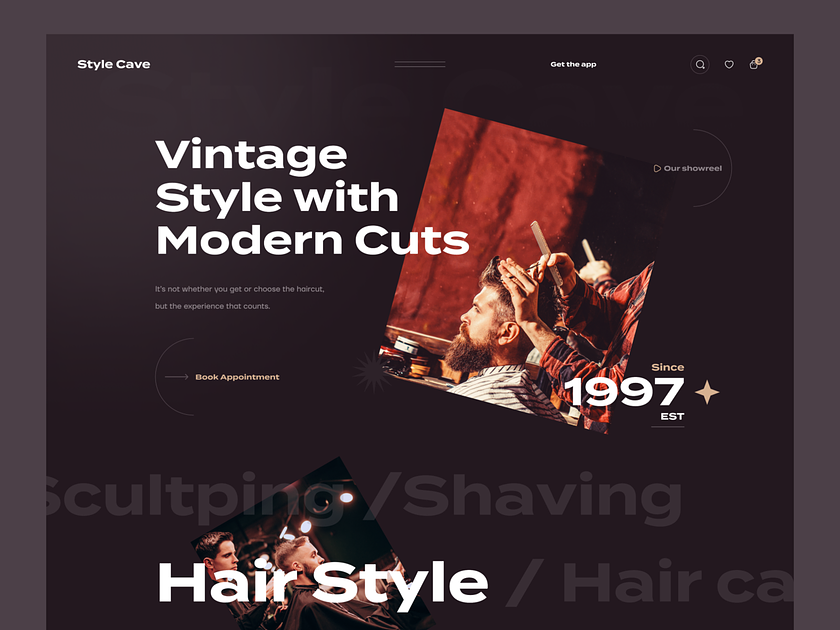 Style Cave
Get the app
3
Vintage
Style with
Modern Cuts
Our showreel
It's not whether you get or choose the haircut,
but the experience that counts.
Book Appointment
Since
1997
EST
Scultping / Shaving
Hair Style / Hair ca